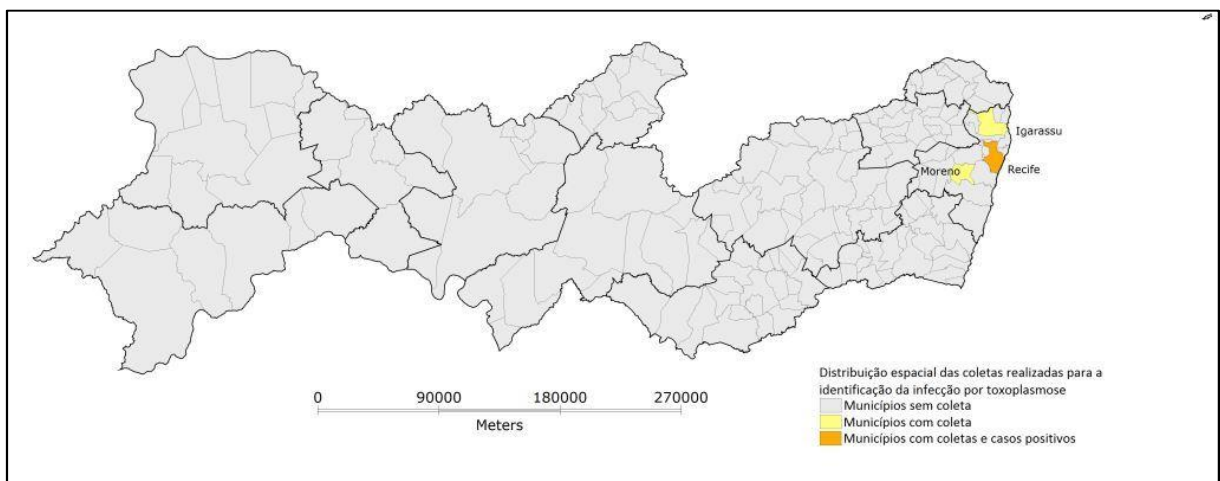 Igarassu
Moreno
Recife
0 90000 180000 270000
Meters
Distribuição espacial das coletas realizadas para a
identificação da infecção por toxoplasmose
Municípios sem coleta
Municípios com coleta
Municípios com coletas e casos positivos